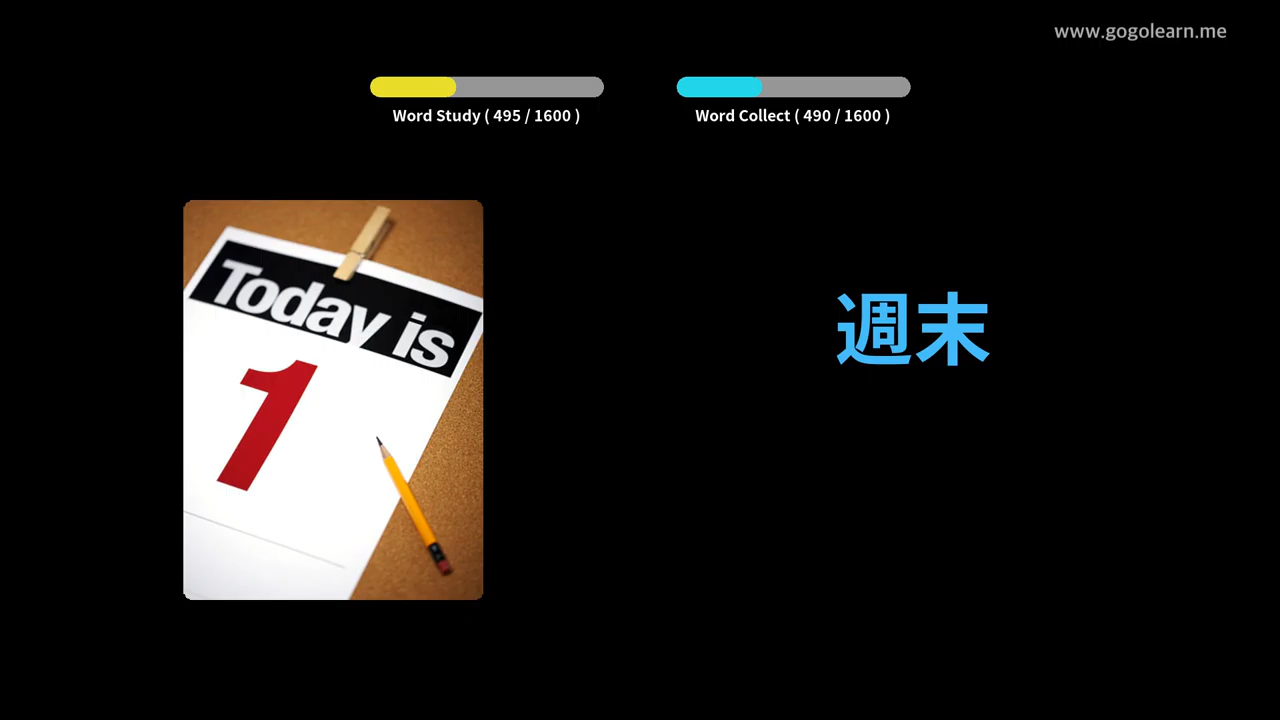 www.gogolearn.me
Word Study ( 495 / 1600 )
Word Collect ( 490 / 1600 )
Today is
1
週末